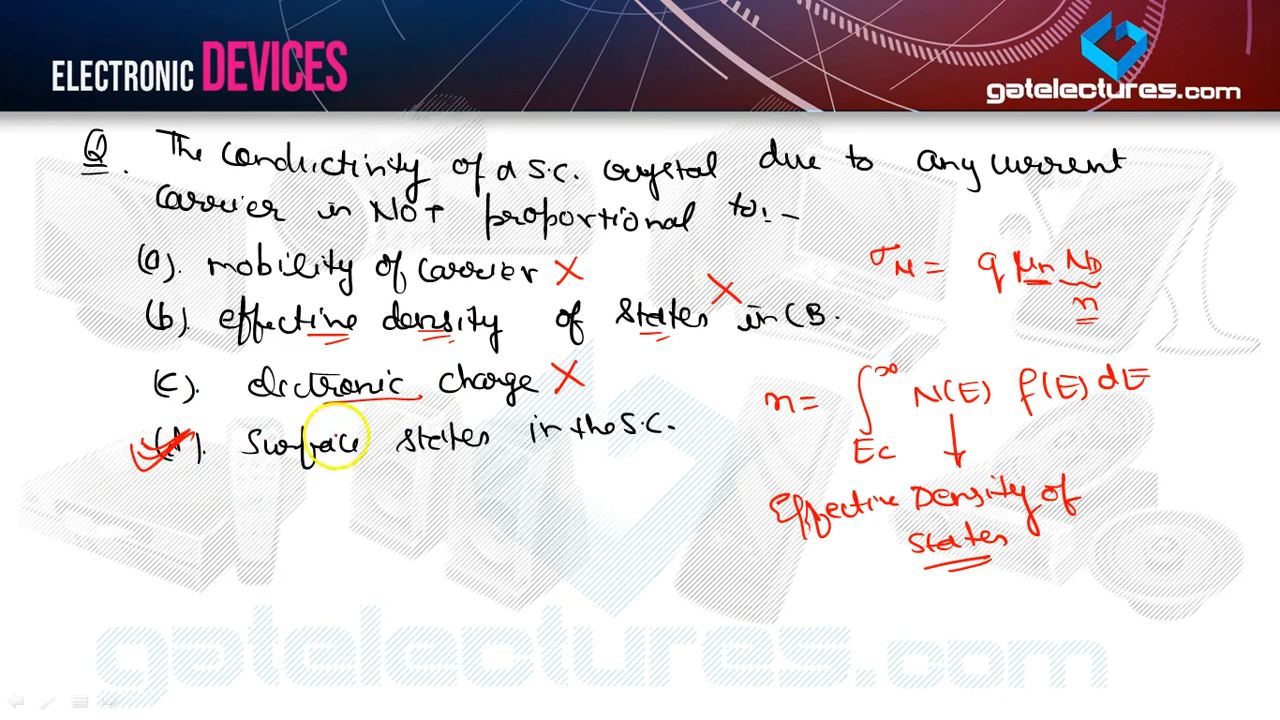 ELECTRONIC DEVICES
gatelectures.com
Q. The conductivity of a S.C. crystal due to any current
carrier in NOT proportional to:-
(a). mobility of carrier X
(b). effective density of states X in CB.
(c). electronic charge X
(d). Surface states in the S.C.
σN = q μn ND
n
n = ∫ ∞ N(E) f(E) dE
Ec
Effective Density of
states
gatelectures.com